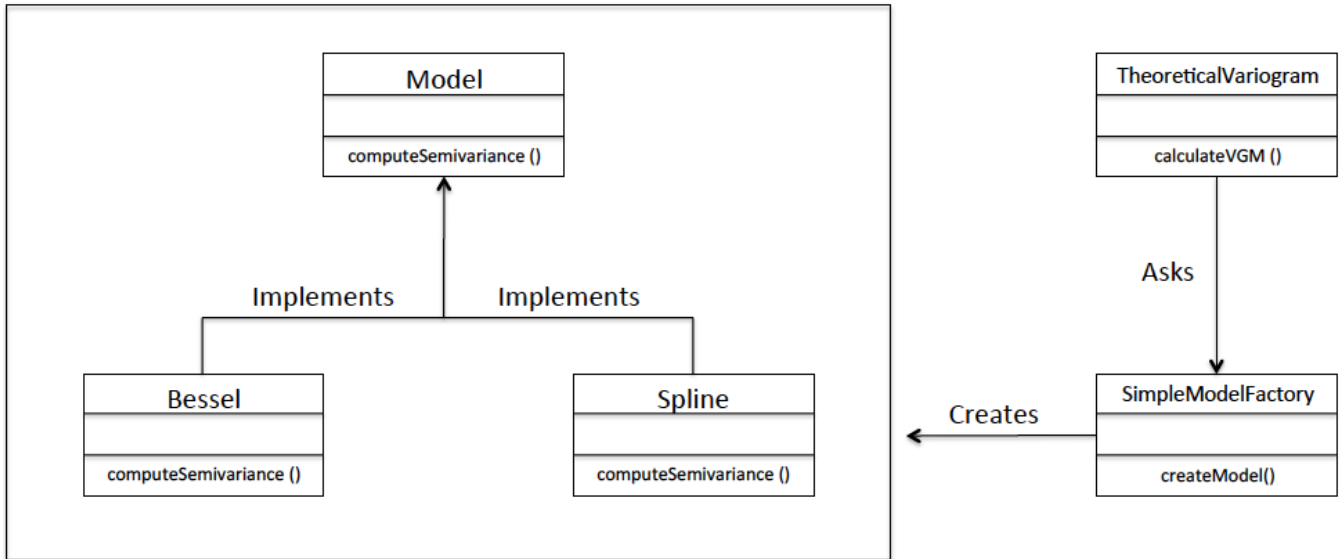 Model
computeSemivariance ()
Implements
Implements
Bessel
computeSemivariance ()
Spline
computeSemivariance ()
TheoreticalVariogram
calculateVGM ()
Asks
SimpleModelFactory
createModel()
Creates